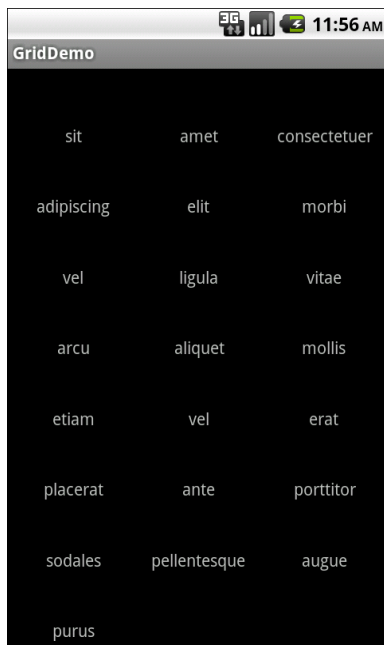 3G 11:56 AM
GridDemo
sit amet consectetuer
adipiscing elit morbi
vel ligula vitae
arcu aliquet mollis
etiam vel erat
placerat ante porttitor
sodales pellentesque augue
purus